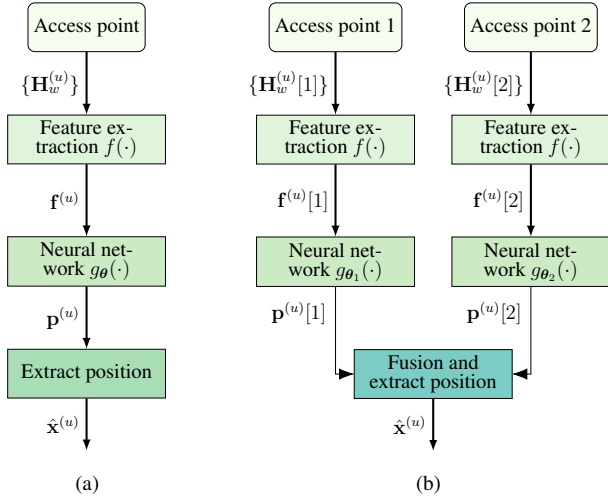 Access point
{H_w^(u)}
Feature ex-
traction f(·)
f^(u)
Neural net-
work g_θ(·)
p^(u)
Extract position
x̂^(u)
(a)
Access point 1
{H_w^(u)[1]}
Feature ex-
traction f(·)
f^(u)[1]
Neural net-
work g_θ₁(·)
p^(u)[1]
Access point 2
{H_w^(u)[2]}
Feature ex-
traction f(·)
f^(u)[2]
Neural net-
work g_θ₂(·)
p^(u)[2]
Fusion and
extract position
x̂^(u)
(b)